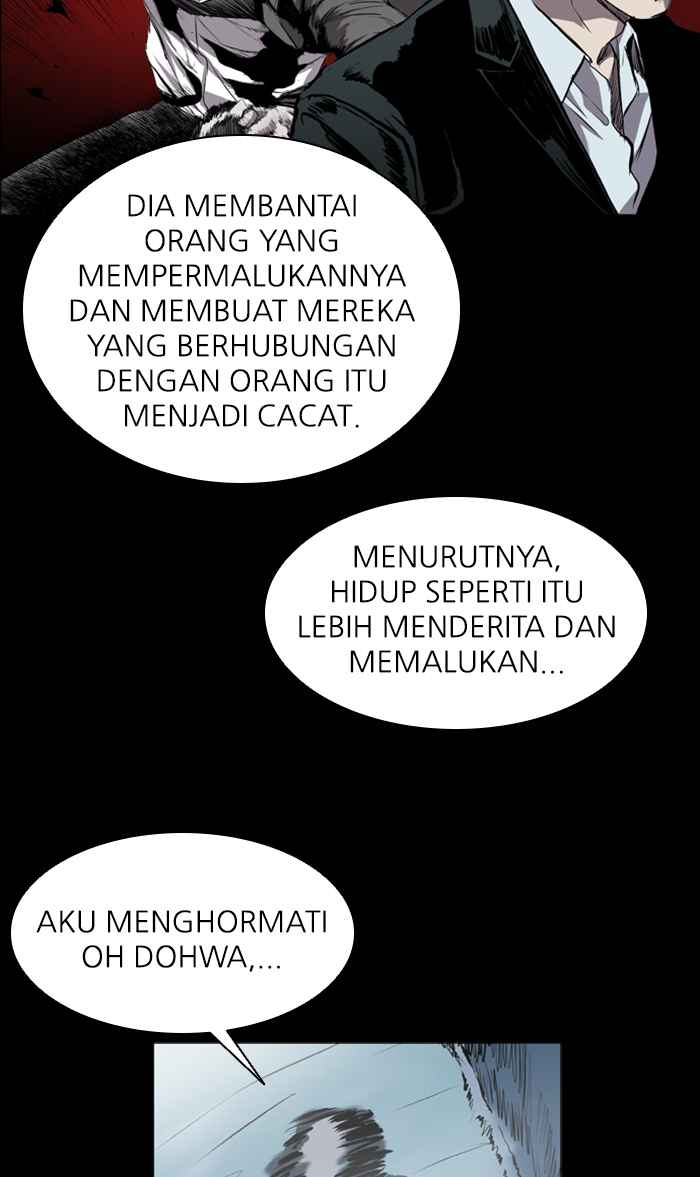 DIA MEMBANTAI
ORANG YANG
MEMPERMALUKANNYA
DAN MEMBUAT MEREKA
YANG BERHUBUNGAN
DENGAN ORANG ITU
MENJADI CACAT.
MENURUTNYA,
HIDUP SEPERTI ITU
LEBIH MENDERITA DAN
MEMALUKAN...
AKU MENGHORMATI
OH DOHWA,...